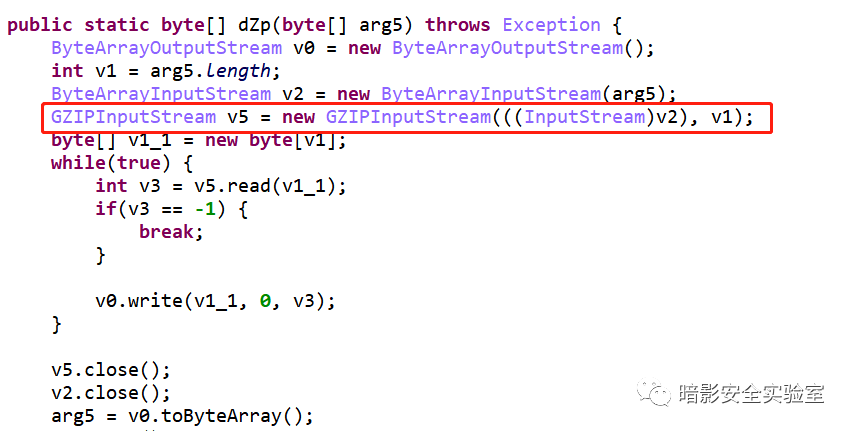 public static byte[] dZp(byte[] arg5) throws Exception {
ByteArrayOutputStream v0 = new ByteArrayOutputStream();
int v1 = arg5.length;
ByteArrayInputStream v2 = new ByteArrayInputStream(arg5);
GZIPInputStream v5 = new GZIPInputStream(((InputStream)v2), v1);
byte[] v1_1 = new byte[v1];
while(true) {
int v3 = v5.read(v1_1);
if(v3 == -1) {
break;
}
v0.write(v1_1, 0, v3);
}
v5.close();
v2.close();
arg5 = v0.toByteArray();
暗影安全实验室